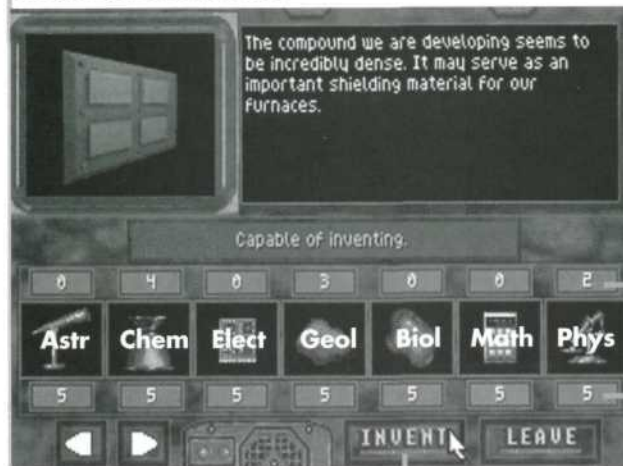 The compound we are developing seems to
be incredibly dense. It may serve as an
important shielding material for our
furnaces.
Capable of inventing.
0 4 0 3 0 0 2
Astr Chem Elect Geol Biol Math Phys
5 5 5 5 5 5 5
INVENT LEAVE